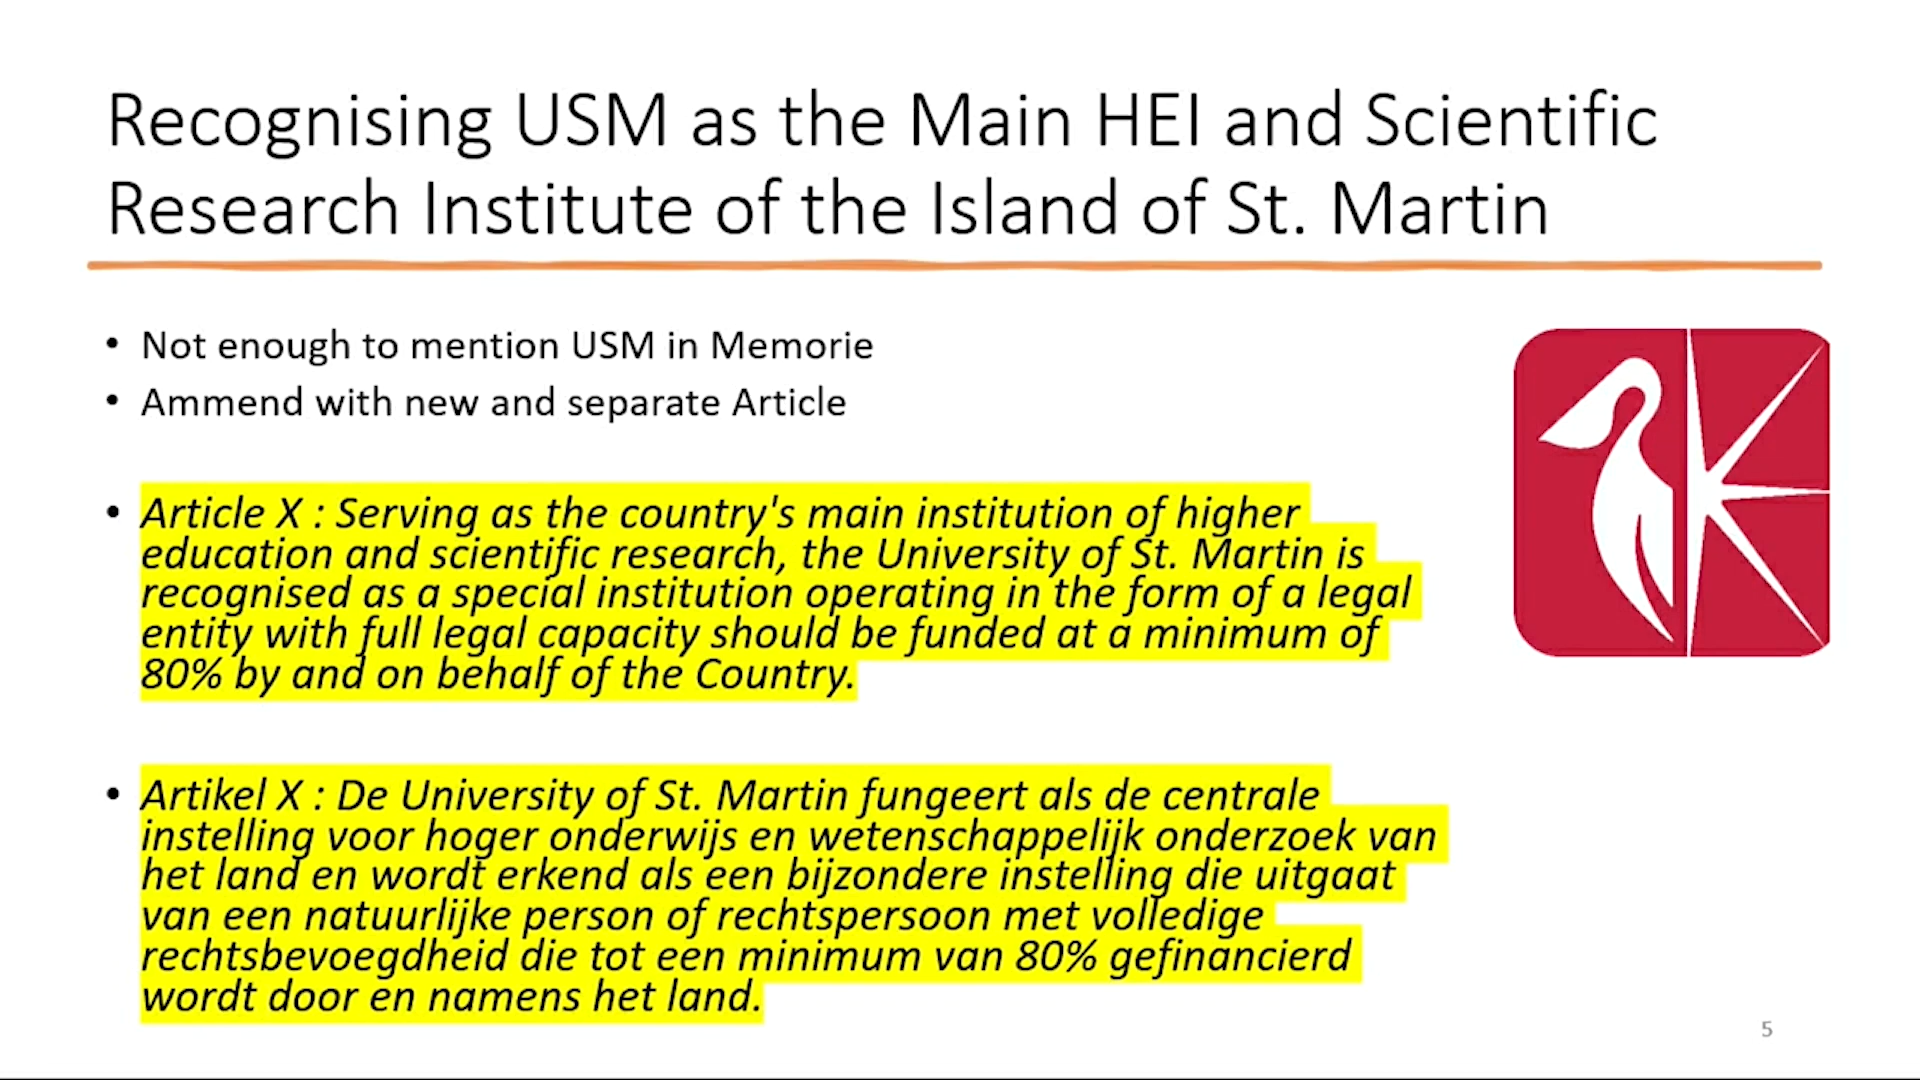 Recognising USM as the Main HEI and Scientific
Research Institute of the Island of St. Martin
• Not enough to mention USM in Memorie
• Ammend with new and separate Article
• Article X : Serving as the country's main institution of higher
education and scientific research, the University of St. Martin is
recognised as a special institution operating in the form of a legal
entity with full legal capacity should be funded at a minimum of
80% by and on behalf of the Country.
• Artikel X : De University of St. Martin fungeert als de centrale
instelling voor hoger onderwijs en wetenschappelijk onderzoek van
het land en wordt erkend als een bijzondere instelling die uitgaat
van een natuurlijke person of rechtspersoon met volledige
rechtsbevoegdheid die tot een minimum van 80% gefinancierd
wordt door en namens het land.
5